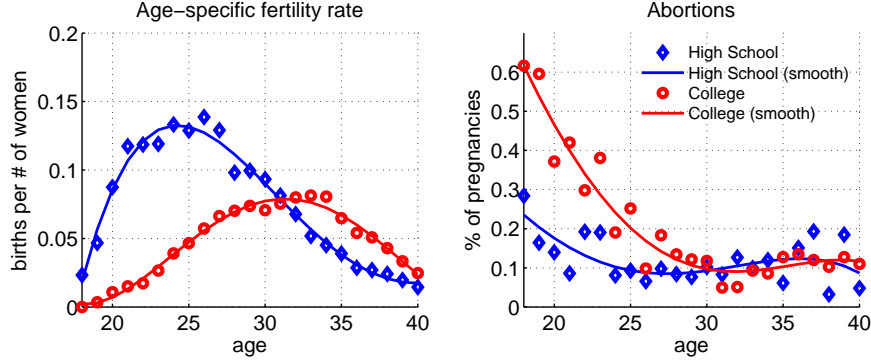 Age-specific fertility rate
births per # of women
0.2
0.15
0.1
0.05
0
20
25
30
35
40
age
Abortions
% of pregnancies
0.6
0.5
0.4
0.3
0.2
0.1
0
20
25
30
35
40
age
High School
High School (smooth)
College
College (smooth)